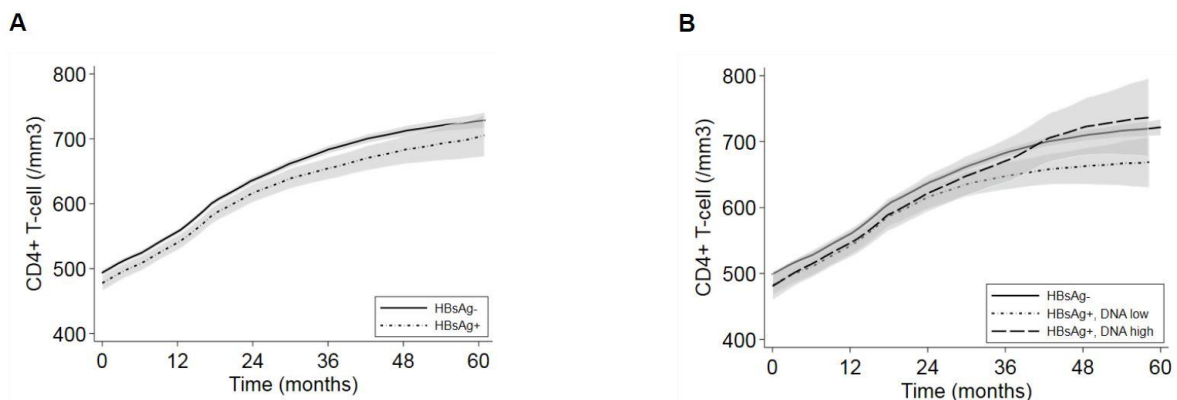 A
CD4+ T-cell (/mm3)
800
700
600
500
400
0 12 24 36 48 60
Time (months)
HBsAg-
HBsAg+
B
CD4+ T-cell (/mm3)
800
700
600
500
400
0 12 24 36 48 60
Time (months)
HBsAg-
HBsAg+, DNA low
HBsAg+, DNA high